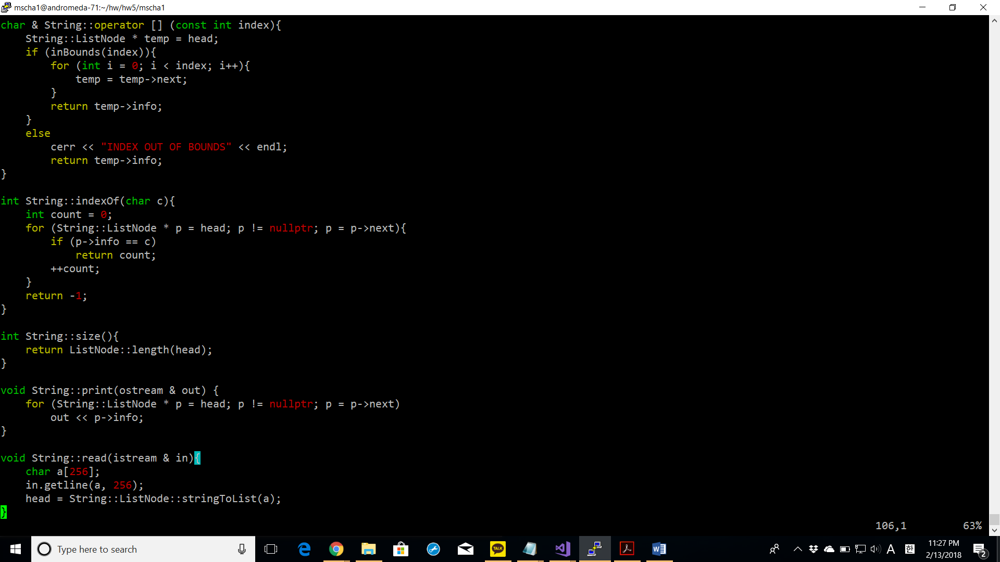 mscha1@andromeda-71:~/hw/hw5/mscha1
char & String::operator [] (const int index){
    String::ListNode * temp = head;
    if (inBounds(index)){
        for (int i = 0; i < index; i++){
            temp = temp->next;
        }
        return temp->info;
    }
    else
        cerr << "INDEX OUT OF BOUNDS" << endl;
        return temp->info;
}
int String::indexOf(char c){
    int count = 0;
    for (String::ListNode * p = head; p != nullptr; p = p->next){
        if (p->info == c)
            return count;
        ++count;
    }
    return -1;
}
int String::size(){
    return ListNode::length(head);
}
void String::print(ostream & out) {
    for (String::ListNode * p = head; p != nullptr; p = p->next)
        out << p->info;
}
void String::read(istream & in){
    char a[256];
    in.getline(a, 256);
    head = String::ListNode::stringToList(a);
}
106,1 63%
Type here to search
TALK
A 한
11:27 PM
2/13/2018
2